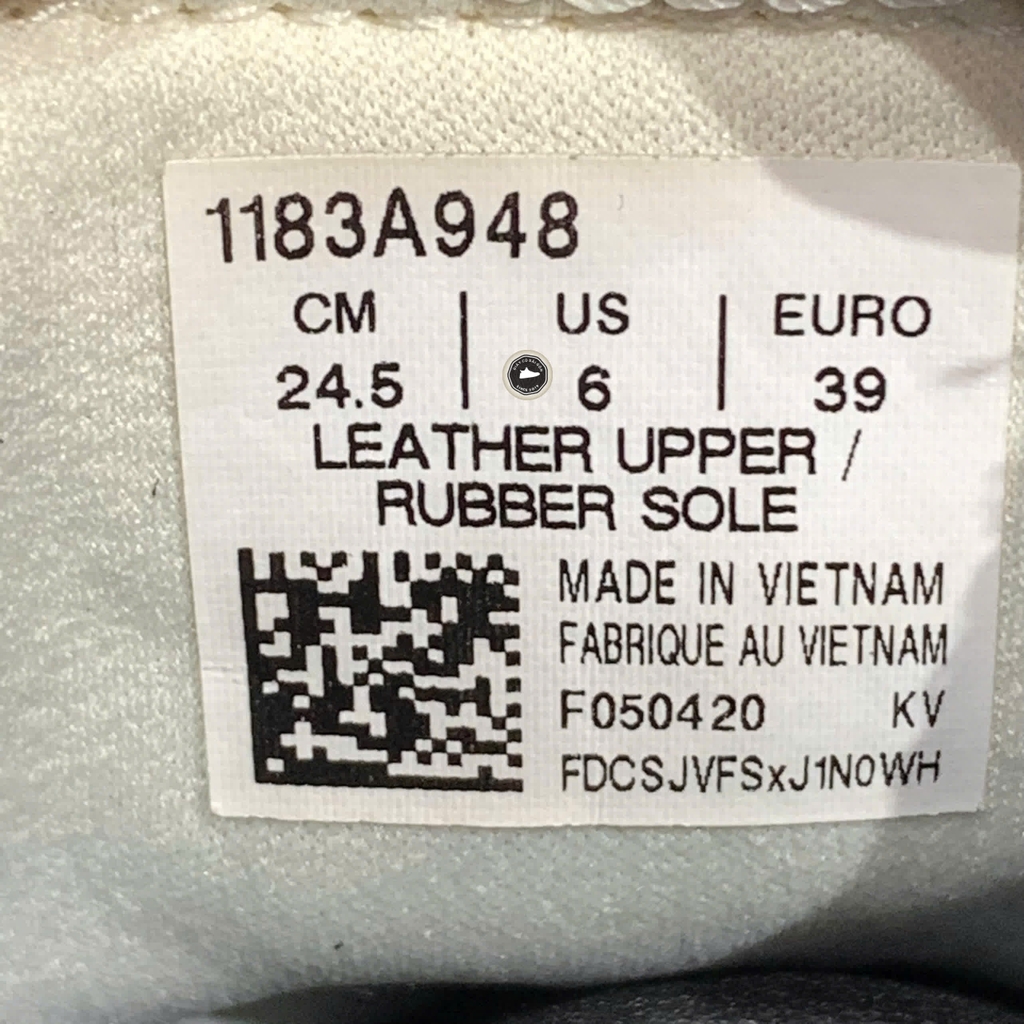 1183A948
CM | US | EURO
24.5 | 6 | 39
LEATHER UPPER /
RUBBER SOLE
MADE IN VIETNAM
FABRIQUE AU VIETNAM
F050420 KV
FDCSJVFSxJ1N0WH